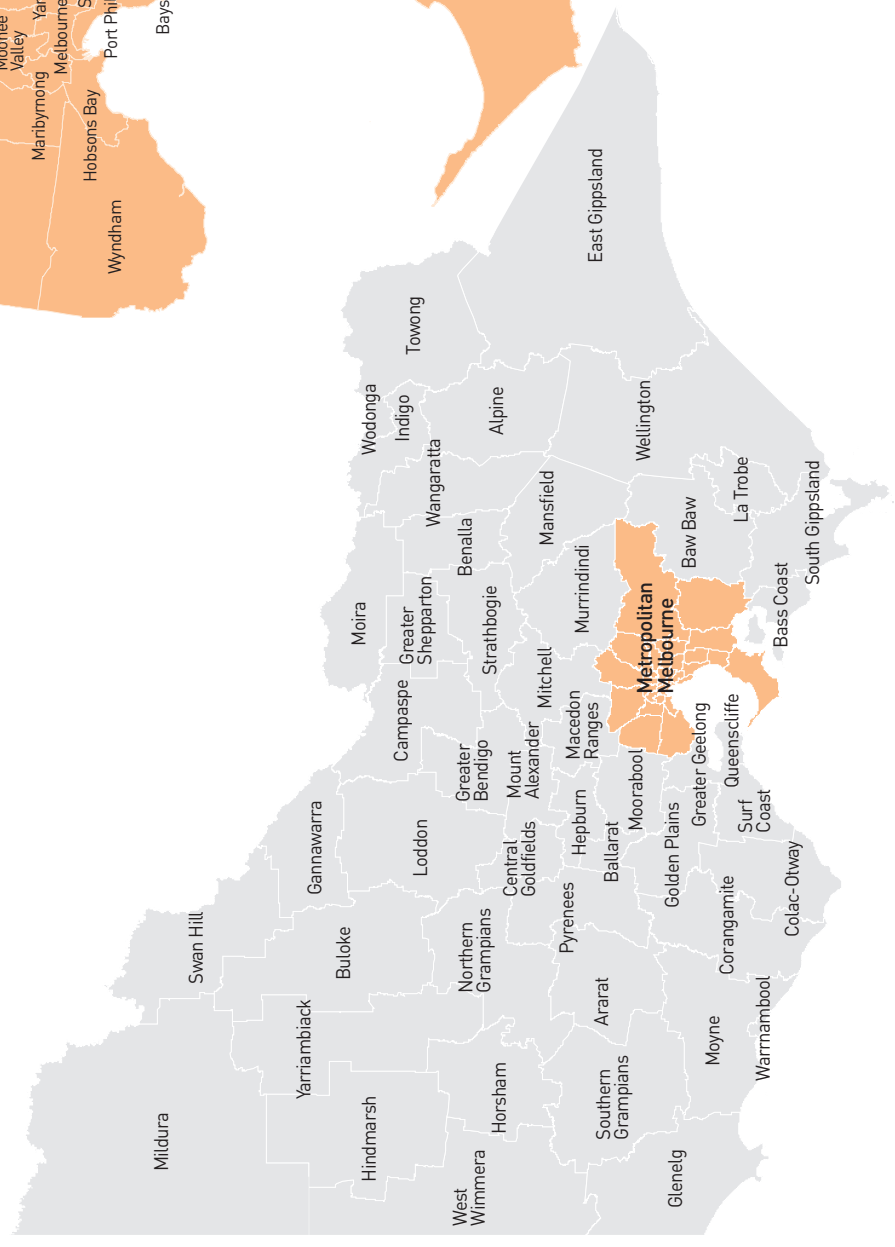 Moonee
Valley
Melbourne
Maribyrnong
Hobsons Bay
Wyndham
Mildura
Swan Hill
Gannawarra
Buloke
Yarriambiack
Hindmarsh
Loddon
Campaspe
Moira
Greater
Shepparton
Wodonga
Indigo
Towong
Wangaratta
Benalla
Alpine
Strathbogie
Greater
Bendigo
Northern
Grampians
Horsham
West
Wimmera
Mansfield
Mitchell
Mount
Alexander
Central
Goldfields
Murrindindi
Macedon
Ranges
Hepburn
Pyrenees
Ararat
Southern
Grampians
East Gippsland
Wellington
Metropolitan
Melbourne
Moorabool
Ballarat
Baw Baw
La Trobe
Golden Plains
Greater Geelong
Glenelg
Moyne
Corangamite
Surf
Coast
Queenscliffe
Bass Coast
South Gippsland
Colac-Otway
Warrnambool